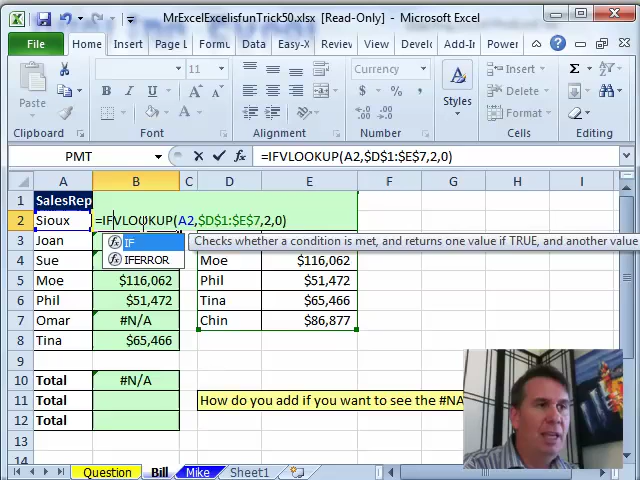 MrExcelExcelisfunTrick50.xlsx [Read-Only] - Microsoft Excel
File Home Insert Page Formu Data Easy-X Revie View Develo Add-In Power
Paste
Clipboard
11
B I U A A
Font
Alignment
Currency
$ % ,
Number
A
Styles
Insert
Delete
Format
Cells
Σ
Editing
PMT
fx =IFVLOOKUP(A2,$D$1:$E$7,2,0)
A B C D E F G H
1 SalesRep
2 Sioux =IFVLOOKUP(A2,$D$1:$E$7,2,0)
fx IF
Checks whether a condition is met, and returns one value if TRUE, and another value
fx IFERROR
3 Joan
4 Sue Moe $116,062
5 Moe $116,062 Phil $51,472
6 Phil $51,472 Tina $65,466
7 Omar #N/A Chin $86,877
8 Tina $65,466
9
10 Total #N/A
11 Total How do you add if you want to see the #NA
12 Total
13
14
Question Bill Mike Sheet1